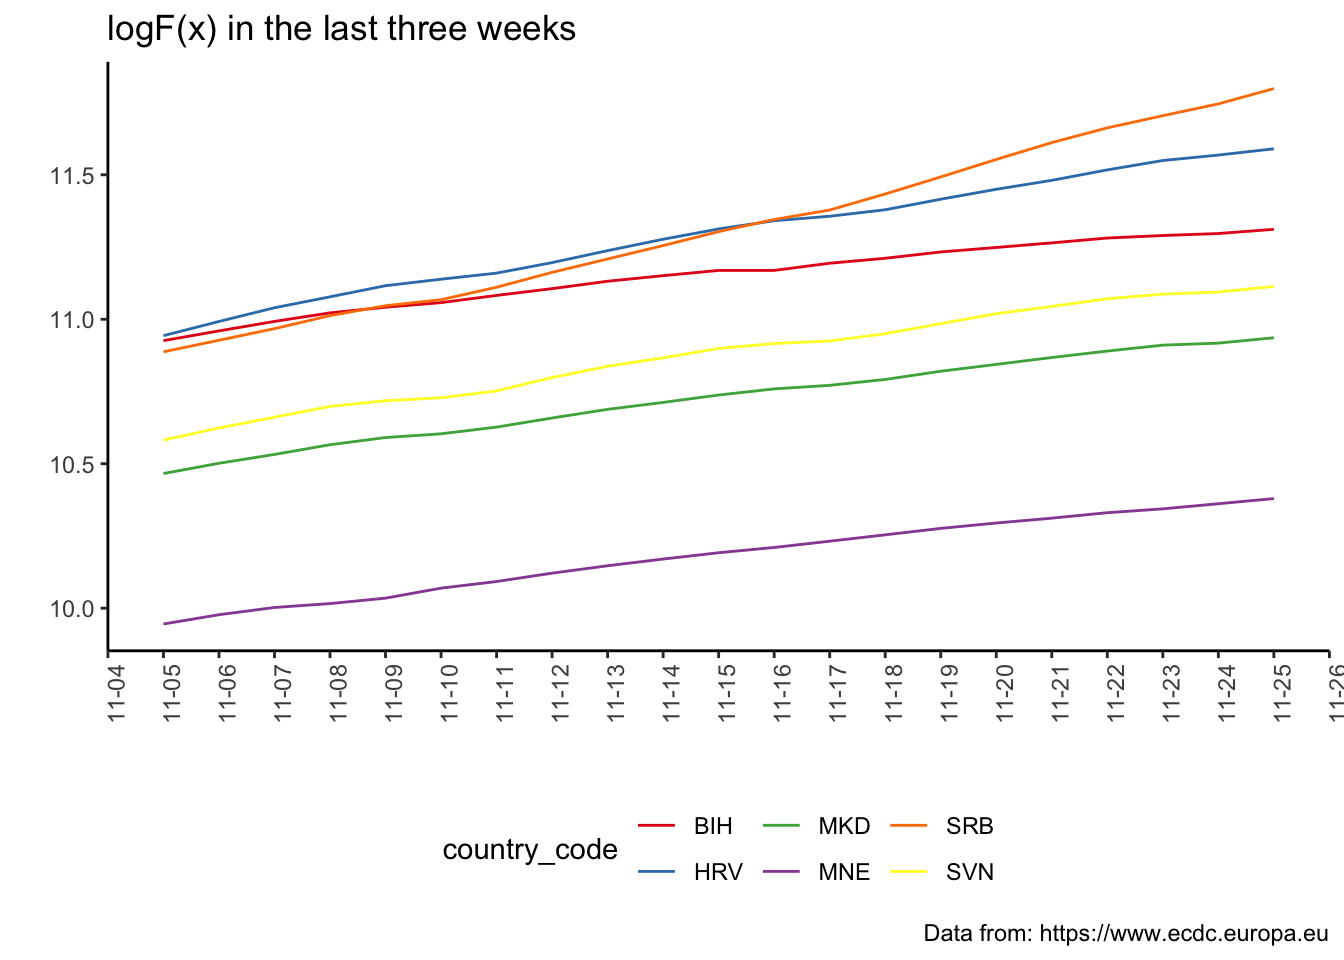 logF(x) in the last three weeks
11.5
11.0
10.5
10.0
11-04 11-05 11-06 11-07 11-08 11-09 11-10 11-11 11-12 11-13 11-14 11-15 11-16 11-17 11-18 11-19 11-20 11-21 11-22 11-23 11-24 11-25 11-26
country_code
BIH MKD SRB
HRV MNE SVN
Data from: https://www.ecdc.europa.eu